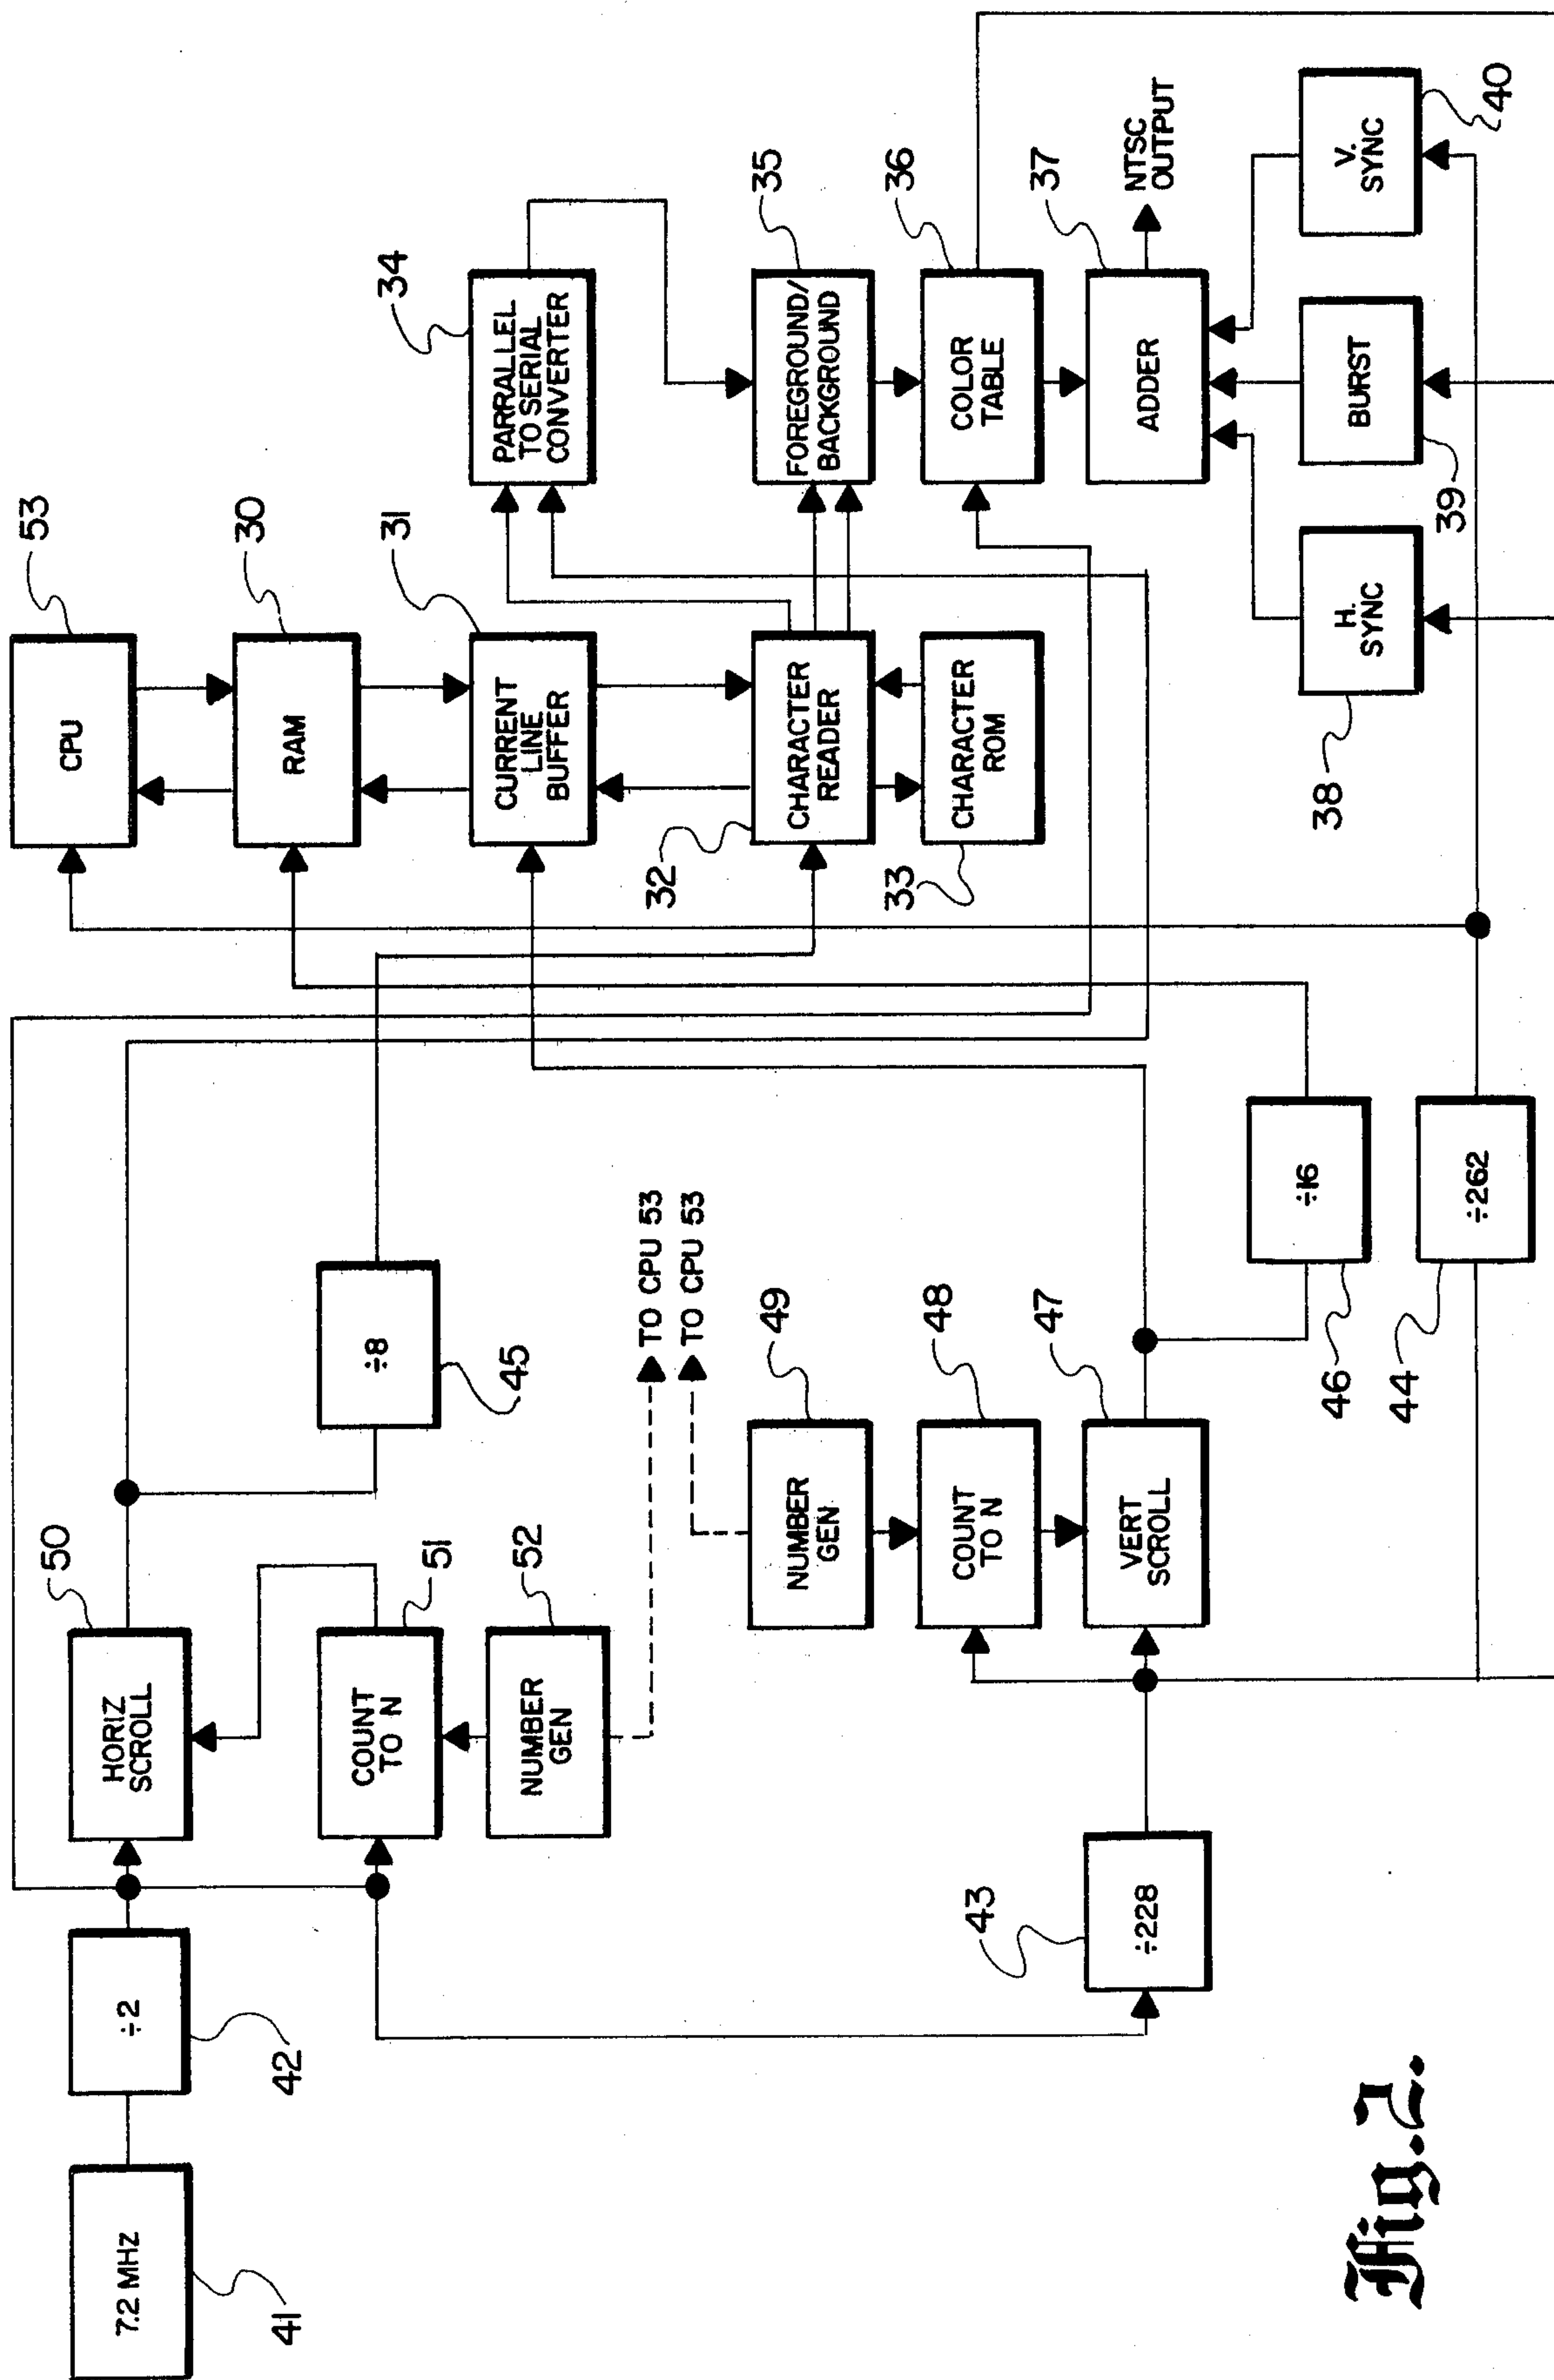 53
CPU
30
RAM
31
CURRENT
LINE
BUFFER
32
CHARACTER
READER
33
CHARACTER
ROM
34
PARRALLEL
TO SERIAL
CONVERTER
35
FOREGROUND/
BACKGROUND
36
COLOR
TABLE
37
ADDER
NTSC
OUTPUT
38
H.
SYNC
39
BURST
40
V.
SYNC
41
7.2 MHZ
42
÷2
50
HORIZ
SCROLL
51
COUNT
TO N
52
NUMBER
GEN
45
÷8
TO CPU 53
TO CPU 53
49
NUMBER
GEN
48
COUNT
TO N
47
VERT
SCROLL
43
÷228
46
÷16
44
÷262
Fig. 2.